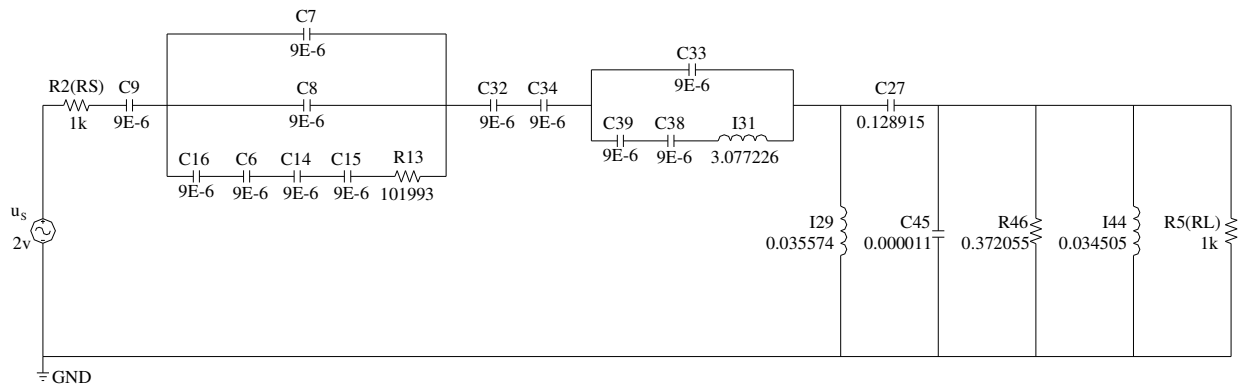 C7
9E-6
R2(RS)
1k
C9
9E-6
C8
9E-6
C16
9E-6
C6
9E-6
C14
9E-6
C15
9E-6
R13
101993
C32
9E-6
C34
9E-6
C33
9E-6
C39
9E-6
C38
9E-6
I31
3.077226
C27
0.128915
us
2v
I29
0.035574
C45
0.000011
R46
0.372055
I44
0.034505
R5(RL)
1k
GND